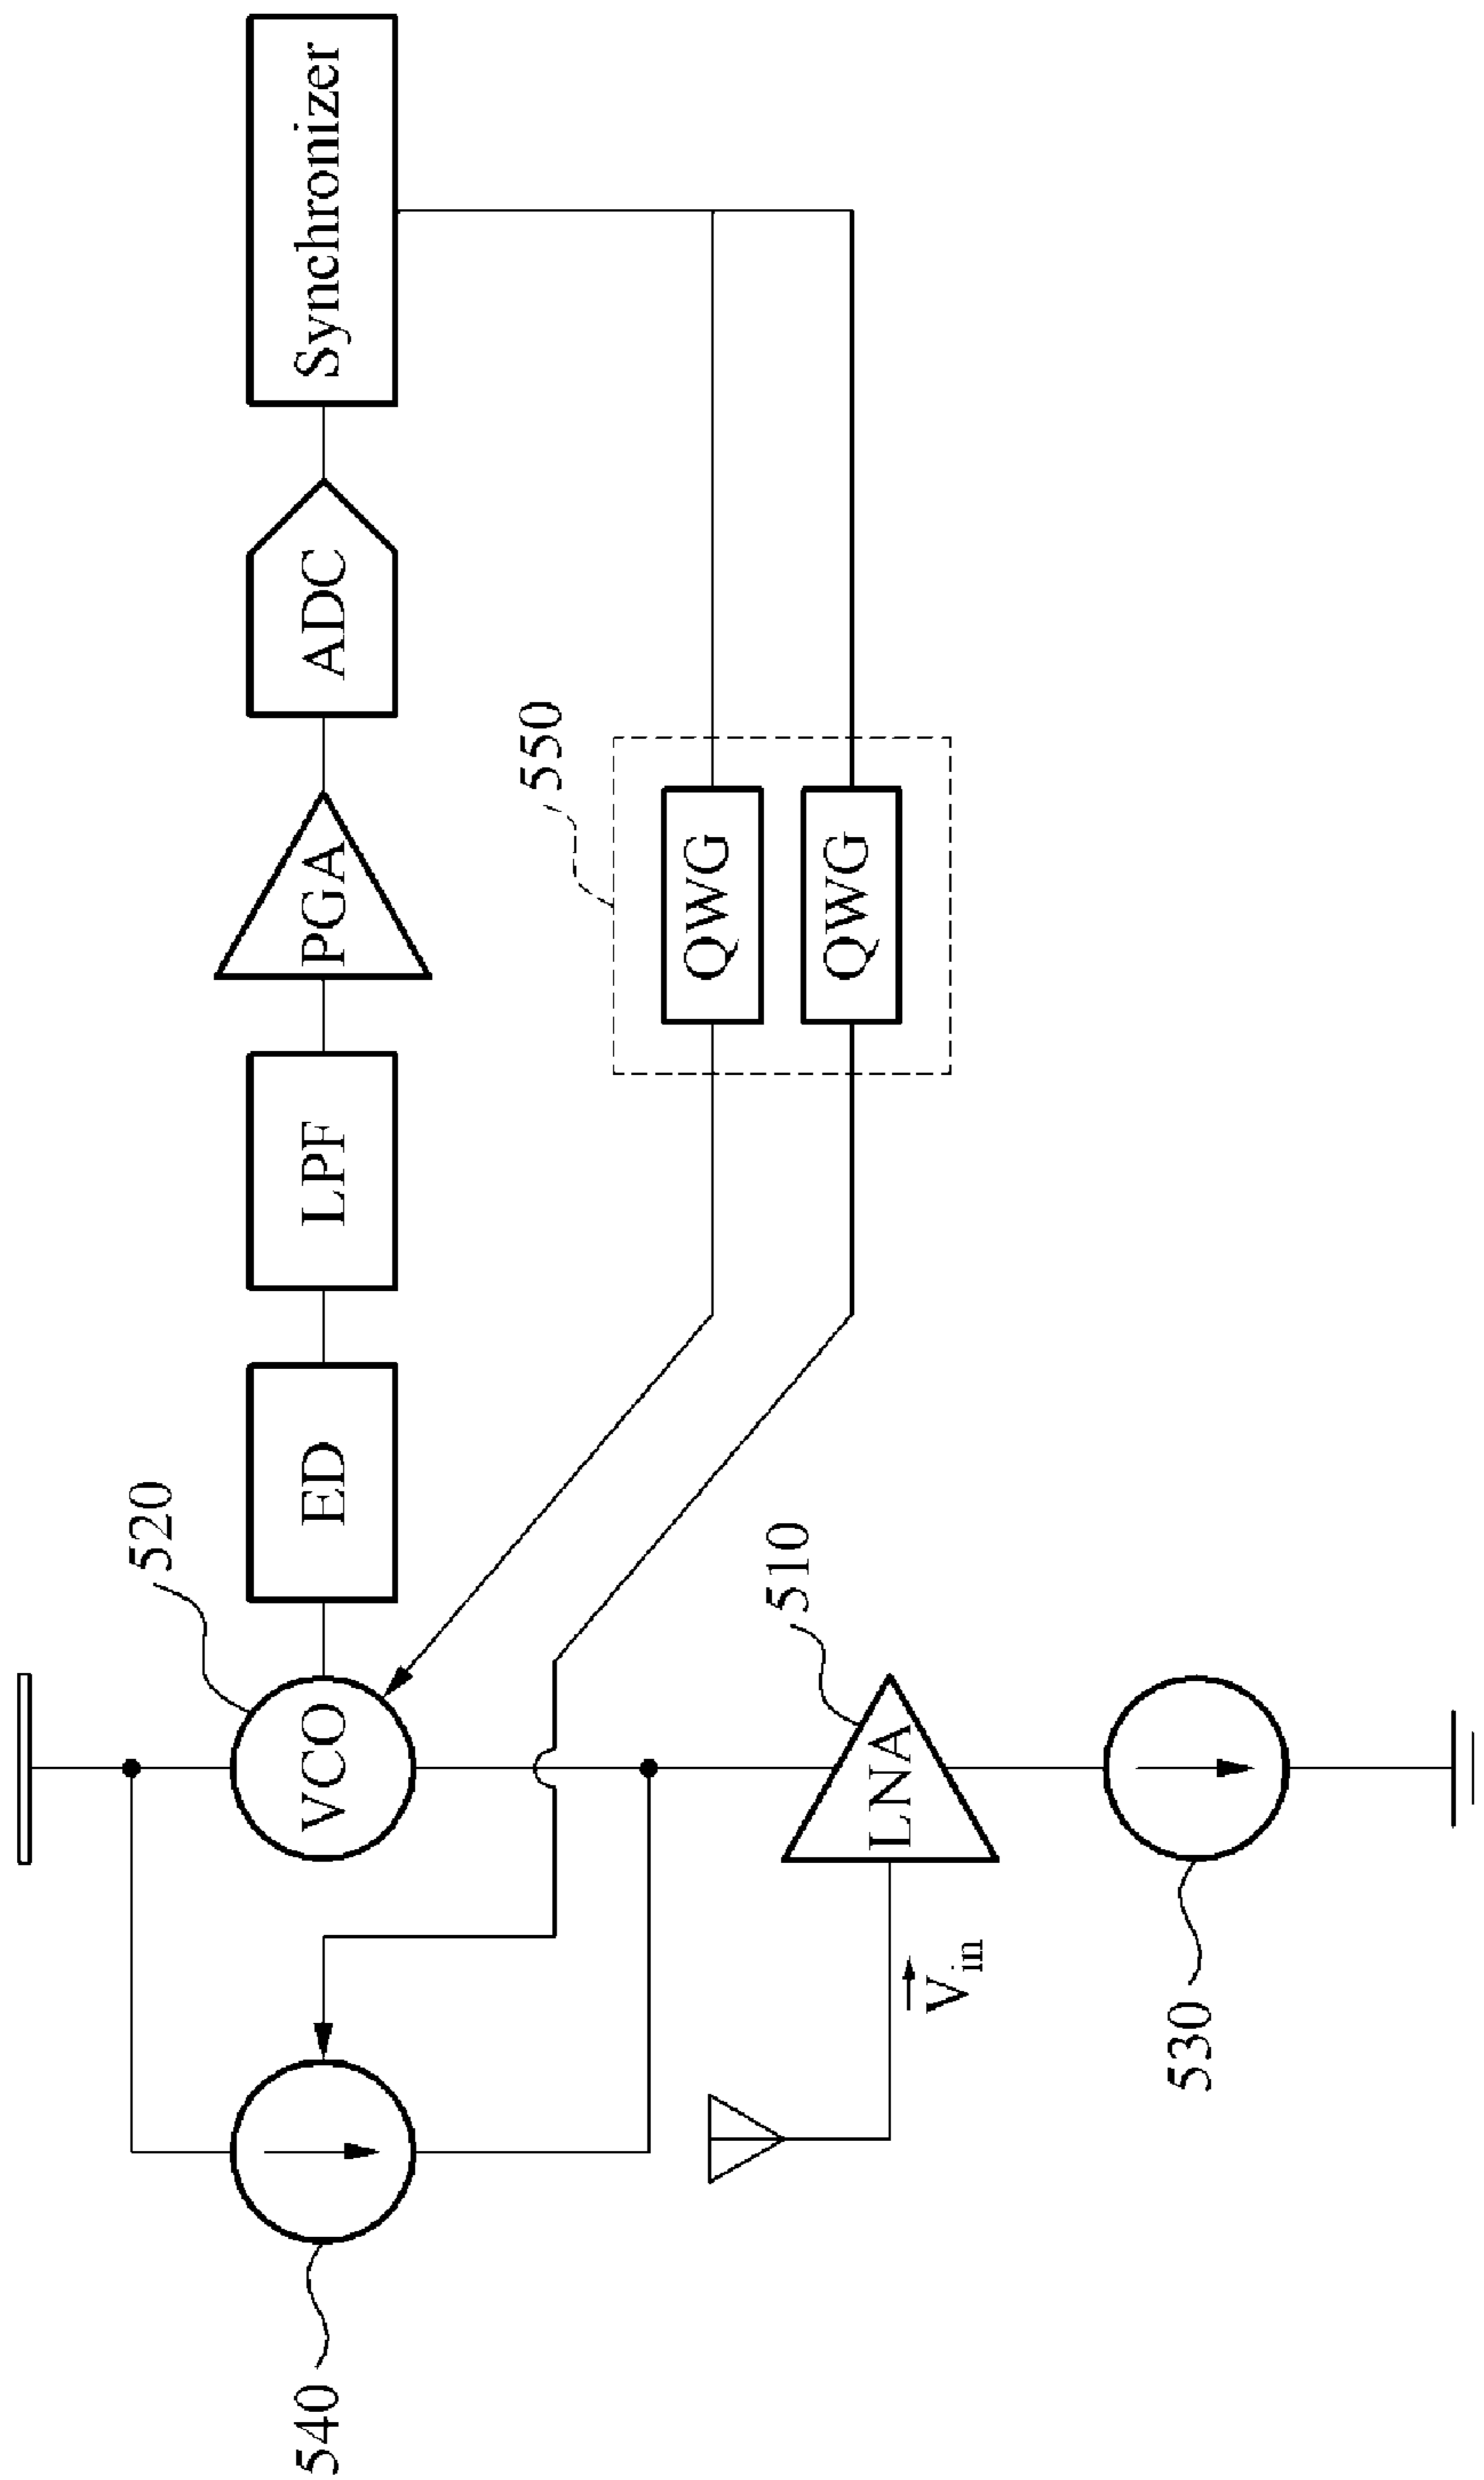 Synchronizer
ADC
PGA
LPF
ED
VCO
520
550
QWG
QWG
510
LNA
Vin
530
540